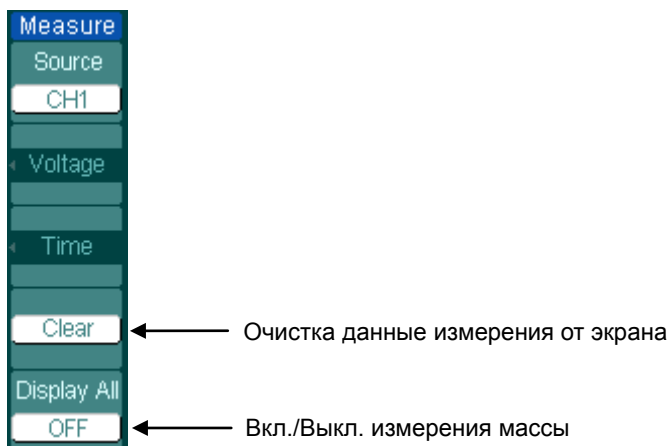 Measure
Source
CH1
Voltage
Time
Clear
Очистка данные измерения от экрана
Display All
OFF
Вкл./Выкл. измерения массы